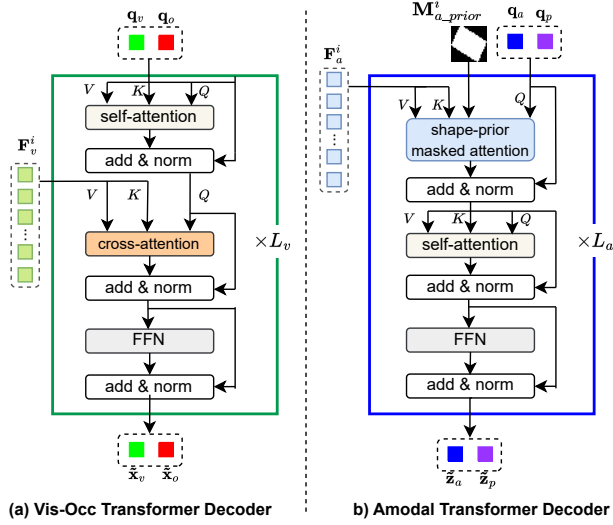 q_v q_o
V K Q
self-attention
add & norm
F_v^i
V K Q
cross-attention
×L_v
add & norm
FFN
add & norm
x̃_v x̃_o
(a) Vis-Occ Transformer Decoder
M^i_{a_prior} q_a q_p
F_a^i
V K Q
shape-prior
masked attention
add & norm
V K Q
self-attention
×L_a
add & norm
FFN
add & norm
z̃_a z̃_p
b) Amodal Transformer Decoder